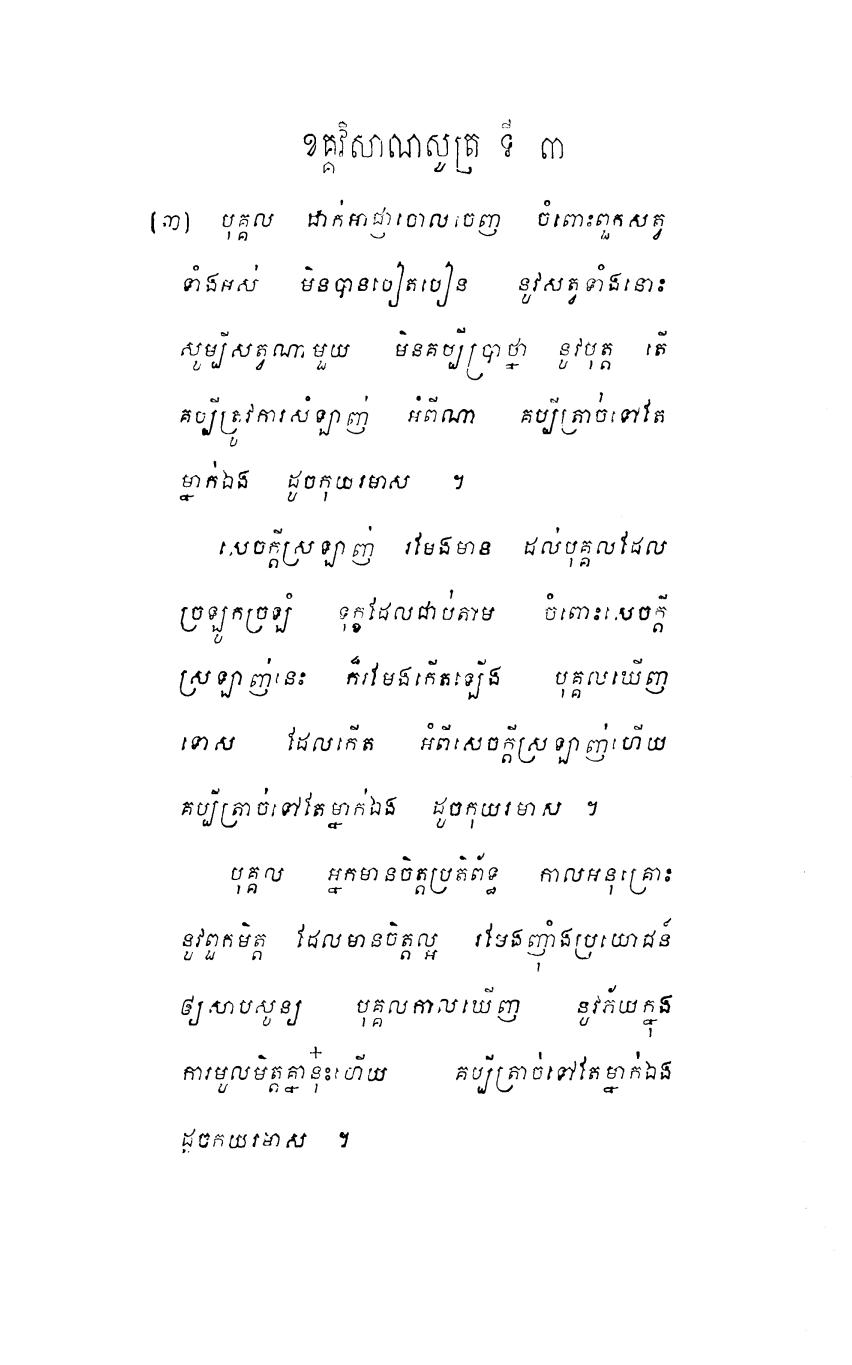 ខគ្គវិសាណសូត្រ ទី ៣
(៣) បុគ្គល ដាក់អាជ្ញាចោលចេញ ចំពោះពួកសត្វ
ទាំងអស់ មិនបានបៀតបៀន នូវសត្វទាំងនោះ
សូម្បីសត្វណាមួយ មិនគប្បីប្រាថ្នា នូវបុត្ត តើ
គប្បីត្រូវការសំឡាញ់ អំពីណា គប្បីត្រាច់ទៅតែ
ម្នាក់ឯង ដូចកុយរមាស ។
សេចក្តីស្រឡាញ់ រមែងមាន ដល់បុគ្គលដែល
ច្រឡូកច្រឡំ ទុក្ខដែលជាប់តាម ចំពោះសេចក្តី
ស្រឡាញ់នេះ ក៏រមែងកើតឡើង បុគ្គលឃើញ
ទោស ដែលកើត អំពីសេចក្តីស្រឡាញ់ហើយ
គប្បីត្រាច់ទៅតែម្នាក់ឯង ដូចកុយរមាស ។
បុគ្គល អ្នកមានចិត្តប្រតិព័ទ្ធ កាលអនុគ្រោះ
នូវពួកមិត្ត ដែលមានចិត្តល្អ រមែងញុំាងប្រយោជន៍
ឲ្យសាបសូន្យ បុគ្គលកាលឃើញ នូវភ័យក្នុង
ការមូលមិត្តគ្នានុ៎ះហើយ គប្បីត្រាច់ទៅតែម្នាក់ឯង
ដូចកុយរមាស ។